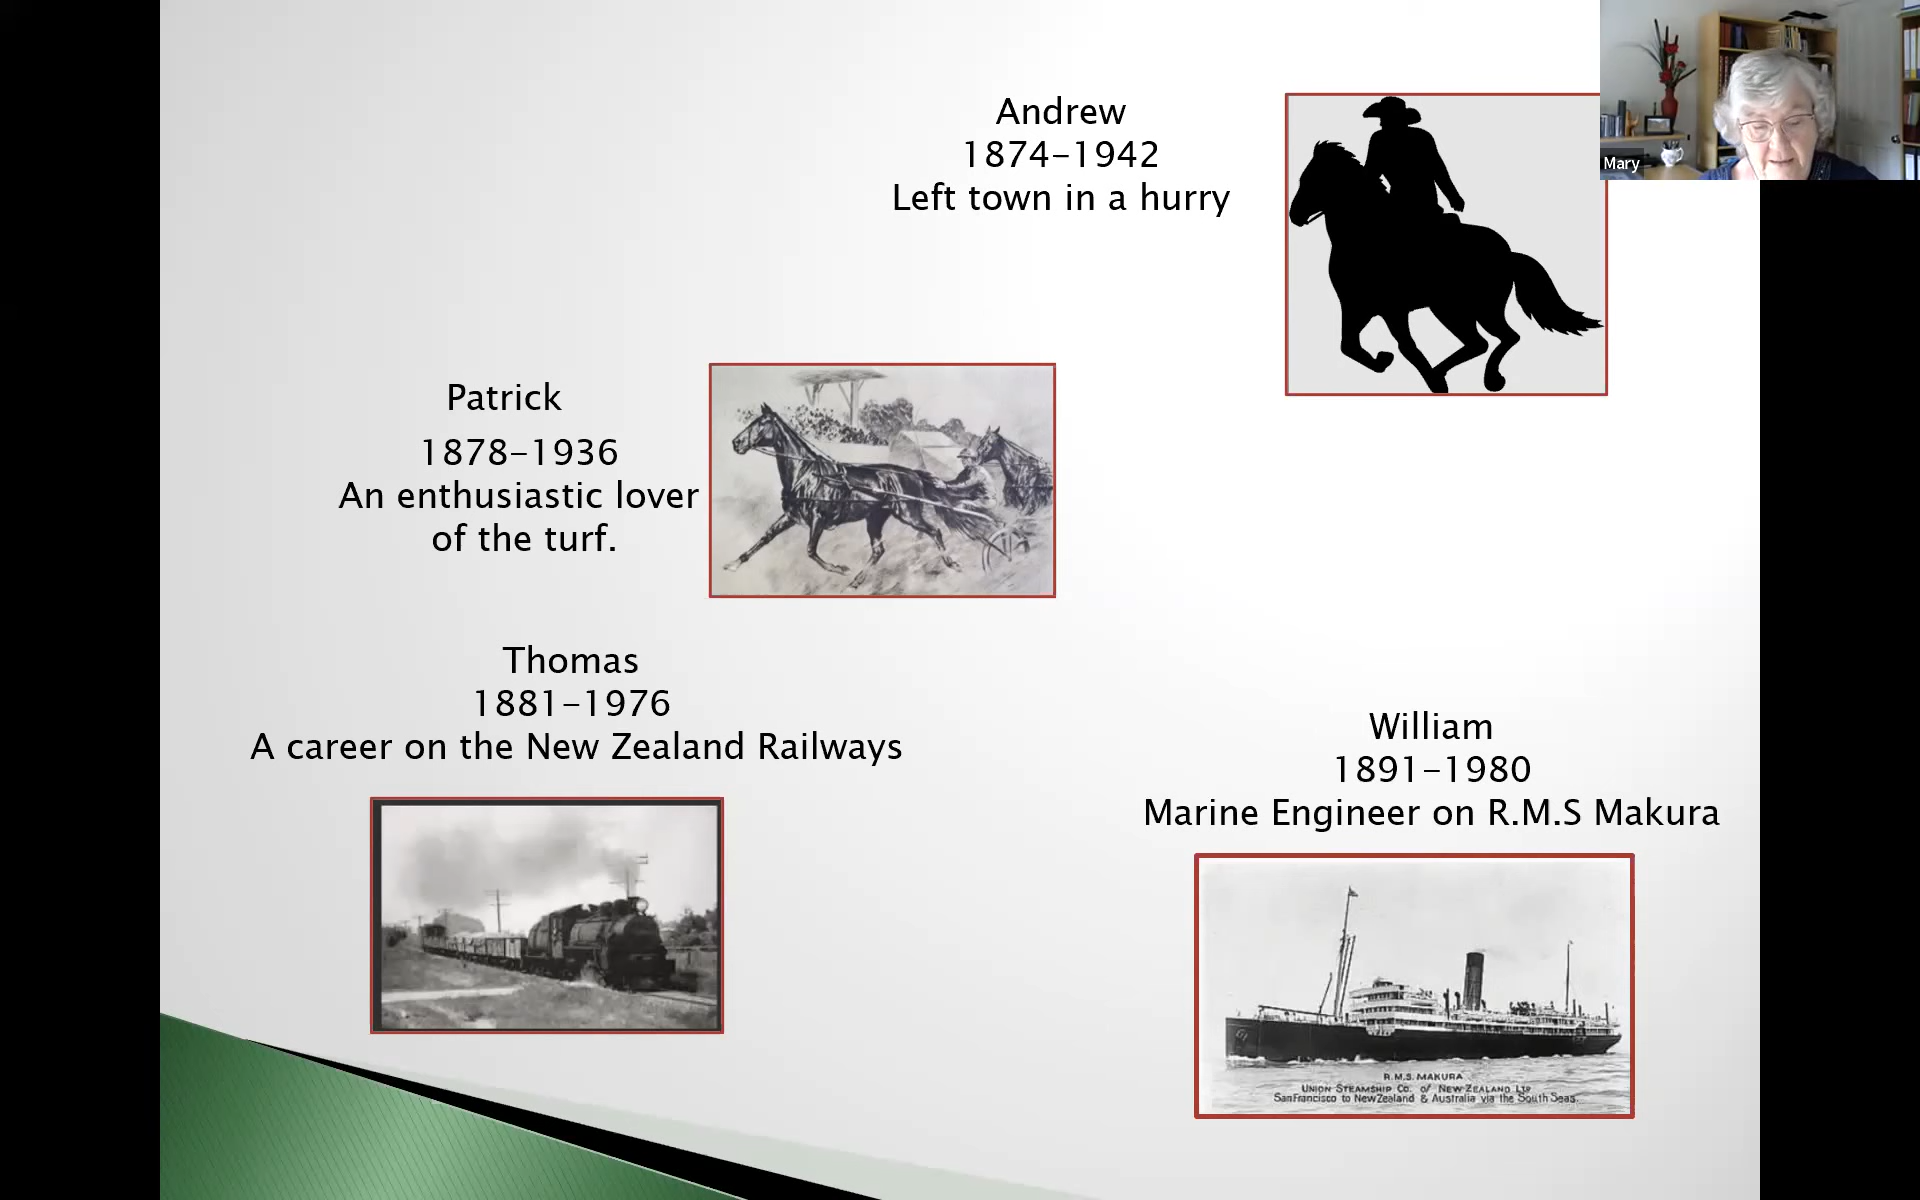 Andrew
1874-1942
Left town in a hurry
Mary
Patrick
1878-1936
An enthusiastic lover
of the turf.
Thomas
1881-1976
A career on the New Zealand Railways
William
1891-1980
Marine Engineer on R.M.S Makura
R.M.S. MAKURA
UNION STEAMSHIP Co. of NEW ZEALAND LTD
San Francisco to New Zealand & Australia via the South Seas.